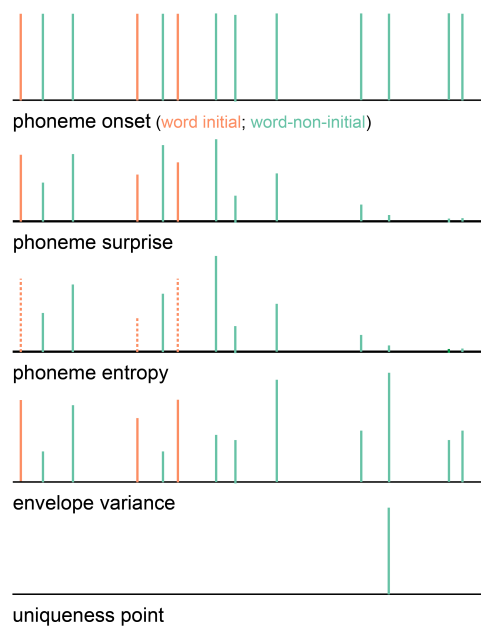 phoneme onset (word initial; word-non-initial)
phoneme surprise
phoneme entropy
envelope variance
uniqueness point